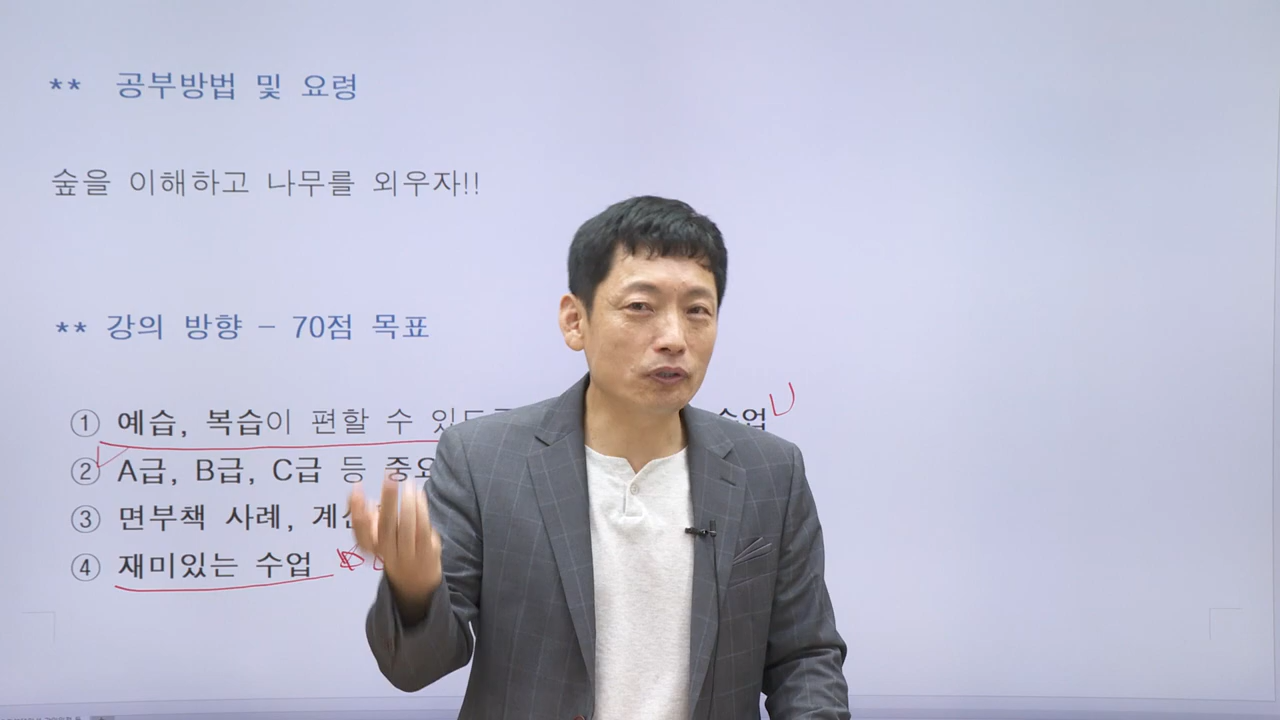 ** 공부방법 및 요령
숲을 이해하고 나무를 외우자!!
** 강의 방향 - 70점 목표
① 예습, 복습이 편할 수 있도록 수업
② A급, B급, C급 등 중요
③ 면부책 사례,
④ 재미있는 수업